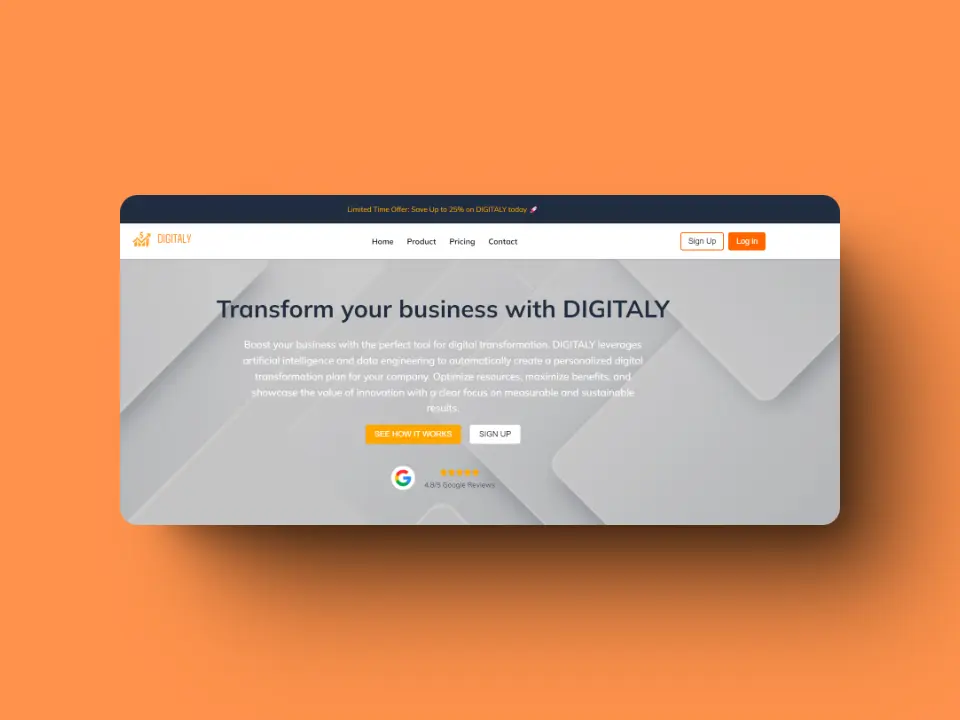 Limited Time Offer: Save Up to 25% on DIGITALY today 🚀
DIGITALY
Home Product Pricing Contact
Sign Up Log In
Transform your business with DIGITALY
Boost your business with the perfect tool for digital transformation. DIGITALY leverages
artificial intelligence and data engineering to automatically create a personalized digital
transformation plan for your company. Optimize resources, maximize benefits, and
showcase the value of innovation with a clear focus on measurable and sustainable
results.
SEE HOW IT WORKS SIGN UP
4.8/5 Google Reviews